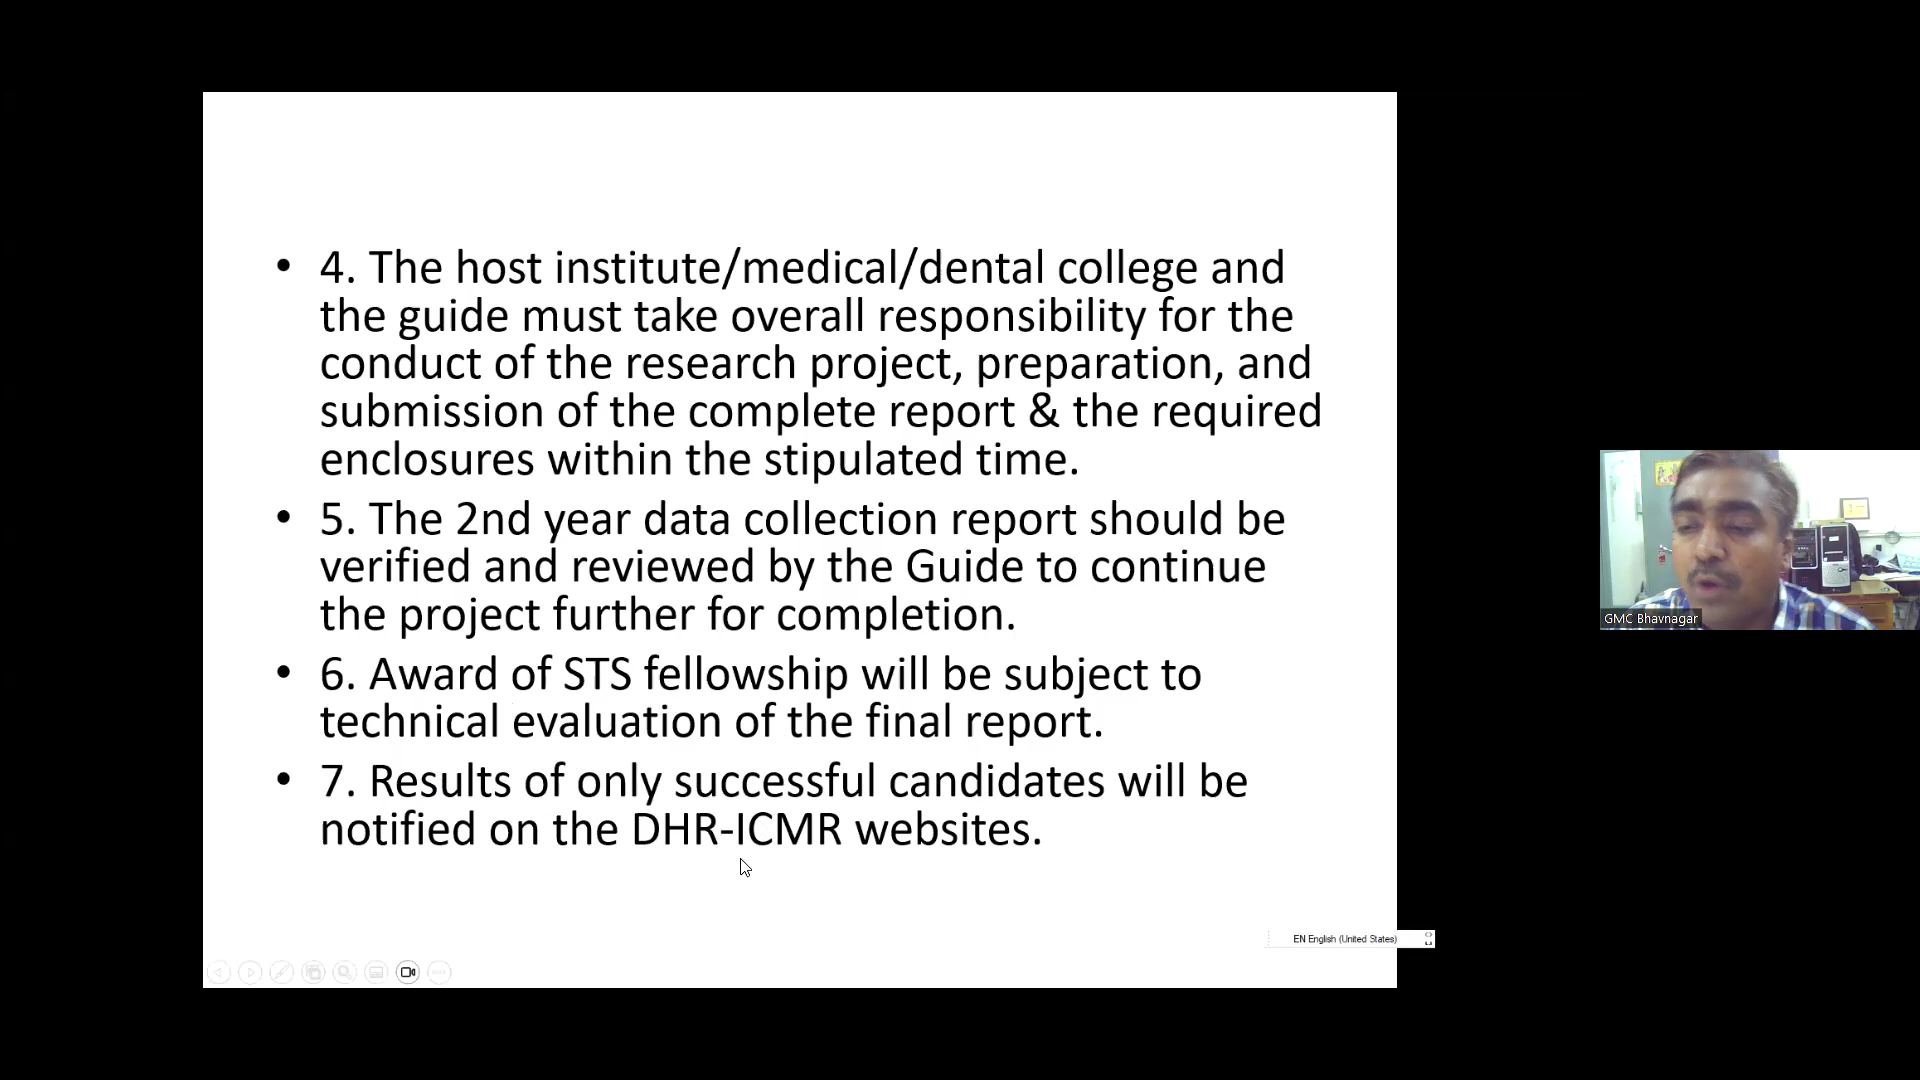 • 4. The host institute/medical/dental college and
the guide must take overall responsibility for the
conduct of the research project, preparation, and
submission of the complete report & the required
enclosures within the stipulated time.
• 5. The 2nd year data collection report should be
verified and reviewed by the Guide to continue
the project further for completion.
• 6. Award of STS fellowship will be subject to
technical evaluation of the final report.
• 7. Results of only successful candidates will be
notified on the DHR-ICMR websites.
GMC Bhavnagar
EN English (United States)